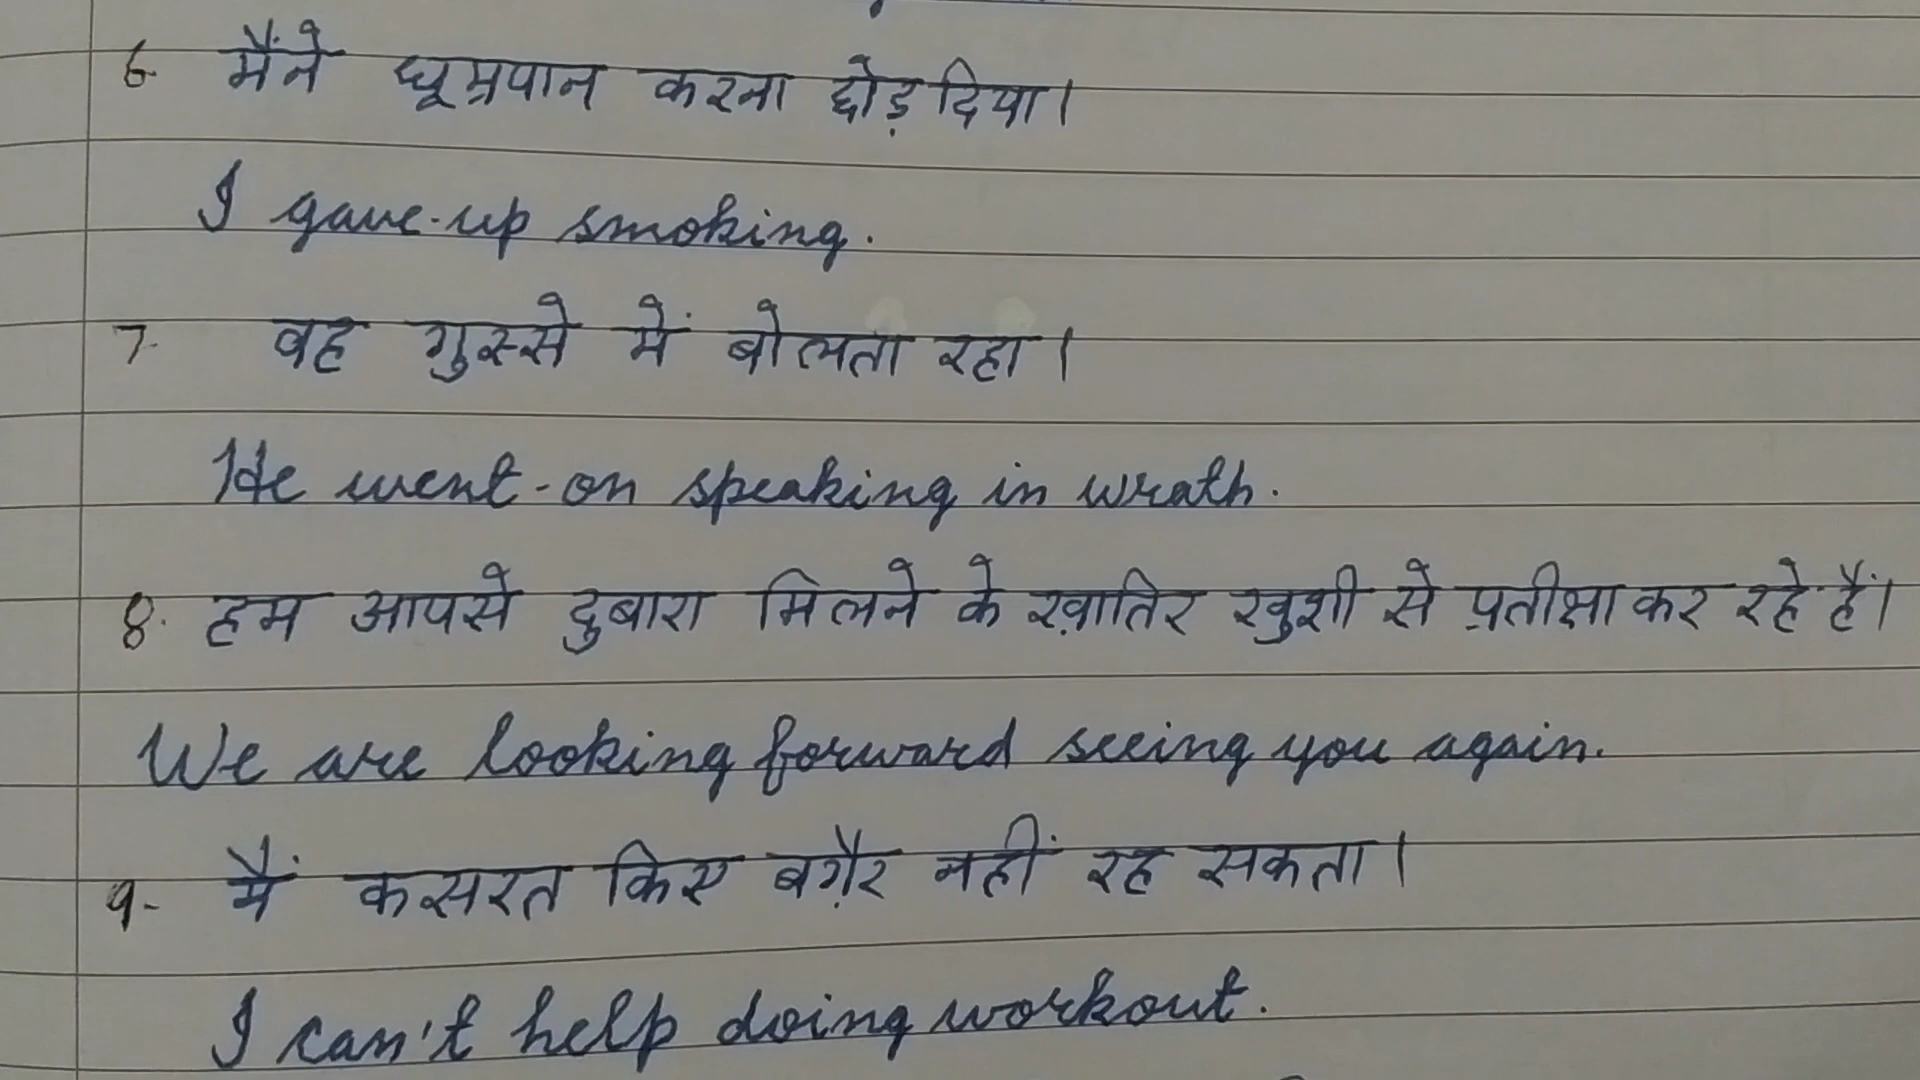 6- मैंने धूम्रपान करना छोड़ दिया।
I gave-up smoking.
7- वह गुस्से में बोलता रहा।
He went-on speaking in wrath.
8. हम आपसे दुबारा मिलने के ख़ातिर खुशी से प्रतीक्षा कर रहे हैं।
We are looking forward seeing you again.
9- मैं कसरत किए बग़ैर नहीं रह सकता।
I can't help doing workout.